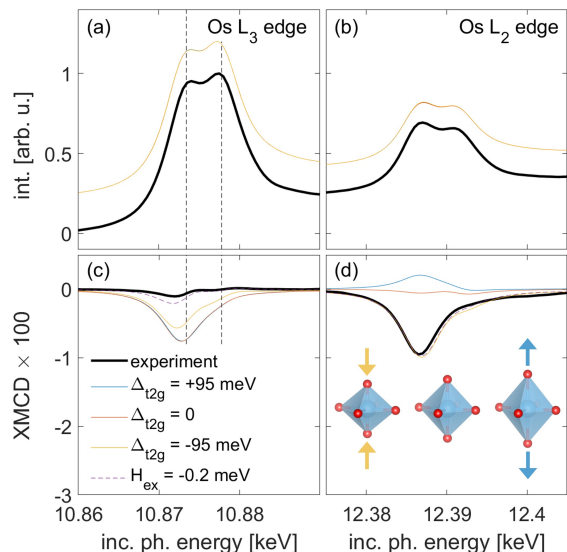 (a) Os L3 edge
(b) Os L2 edge
int. [arb. u.]
1
0.5
0
(c)
(d)
XMCD × 100
0
-1
-2
-3
experiment
Δt2g = +95 meV
Δt2g = 0
Δt2g = -95 meV
Hex = -0.2 meV
10.86 10.87 10.88
12.38 12.39 12.4
inc. ph. energy [keV]
inc. ph. energy [keV]